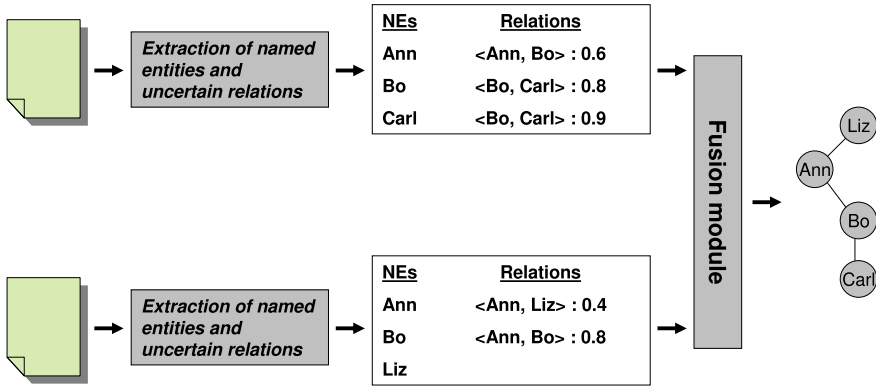 Extraction of named
entities and
uncertain relations
NEs Relations
Ann <Ann, Bo> : 0.6
Bo <Bo, Carl> : 0.8
Carl <Bo, Carl> : 0.9
Extraction of named
entities and
uncertain relations
NEs Relations
Ann <Ann, Liz> : 0.4
Bo <Ann, Bo> : 0.8
Liz
Fusion module
Liz
Ann
Bo
Carl